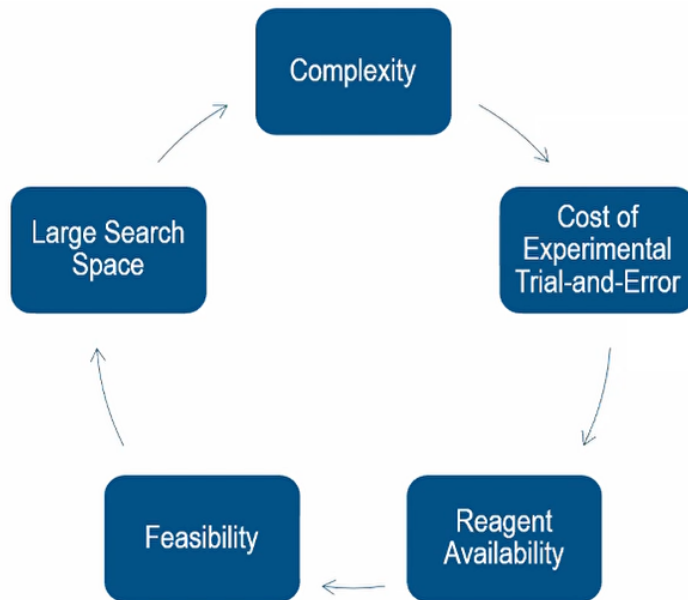 Complexity
Cost of
Experimental
Trial-and-Error
Reagent
Availability
Feasibility
Large Search
Space